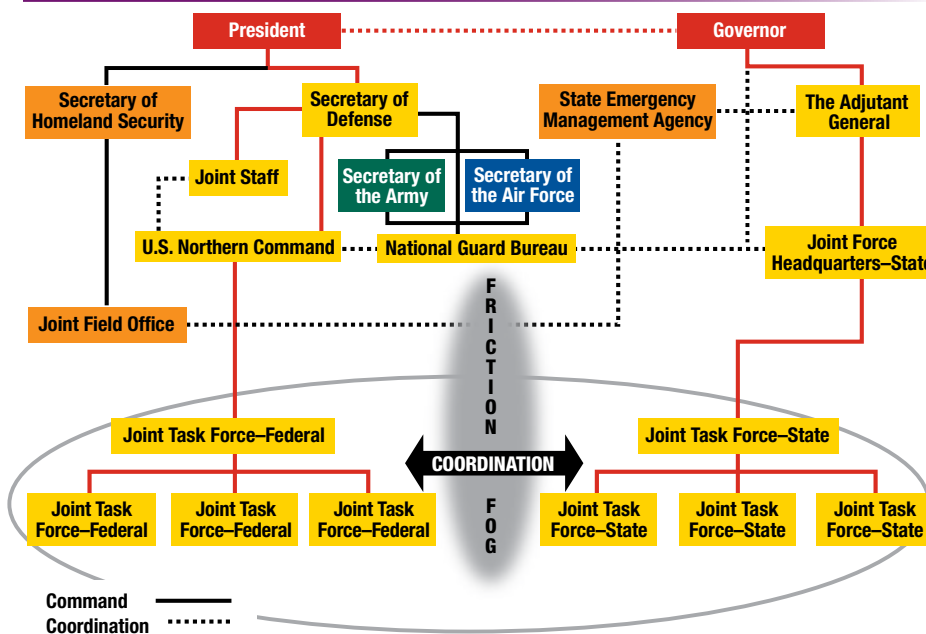 President
Governor
Secretary of
Homeland Security
Secretary of
Defense
State Emergency
Management Agency
The Adjutant
General
Joint Staff
Secretary of
the Army
Secretary of
the Air Force
U.S. Northern Command
National Guard Bureau
Joint Force
Headquarters–State
Joint Field Office
FRICTION
Joint Task Force–Federal
Joint Task Force–State
COORDINATION
Joint Task
Force–Federal
Joint Task
Force–Federal
Joint Task
Force–Federal
FOG
Joint Task
Force–State
Joint Task
Force–State
Joint Task
Force–State
Command
Coordination